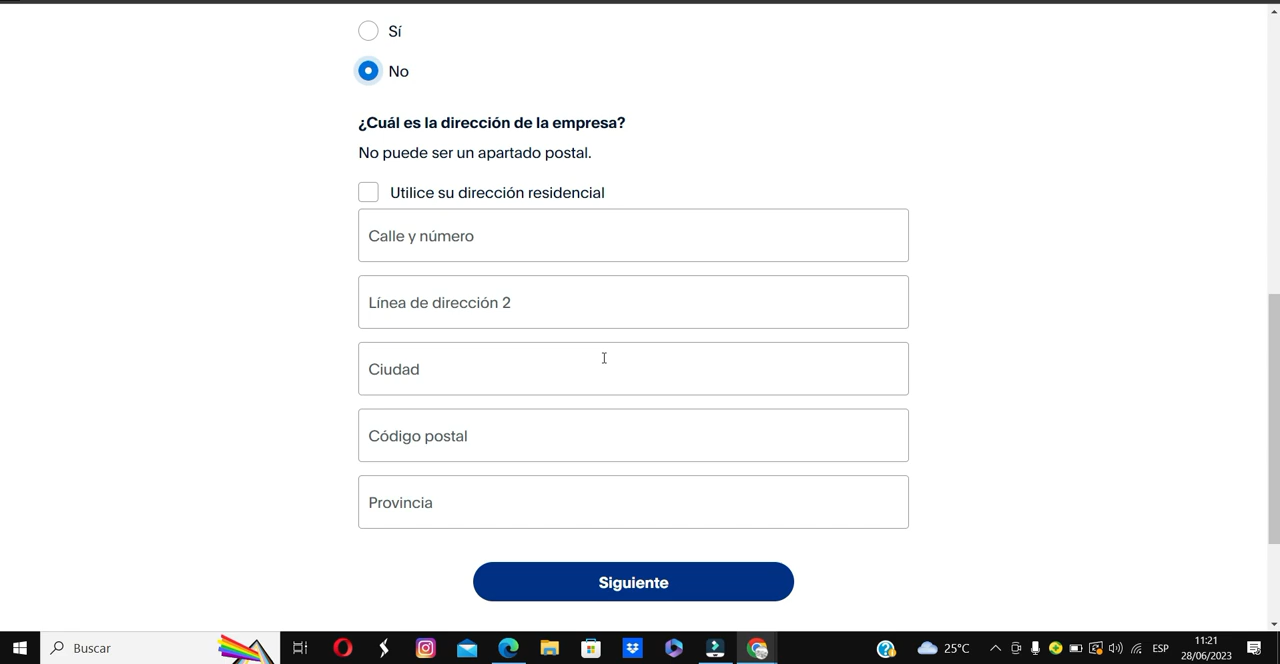 Sí
No
¿Cuál es la dirección de la empresa?
No puede ser un apartado postal.
Utilice su dirección residencial
Calle y número
Línea de dirección 2
Ciudad
Código postal
Provincia
Siguiente
Buscar
25°C
ESP
11:21
28/06/2023